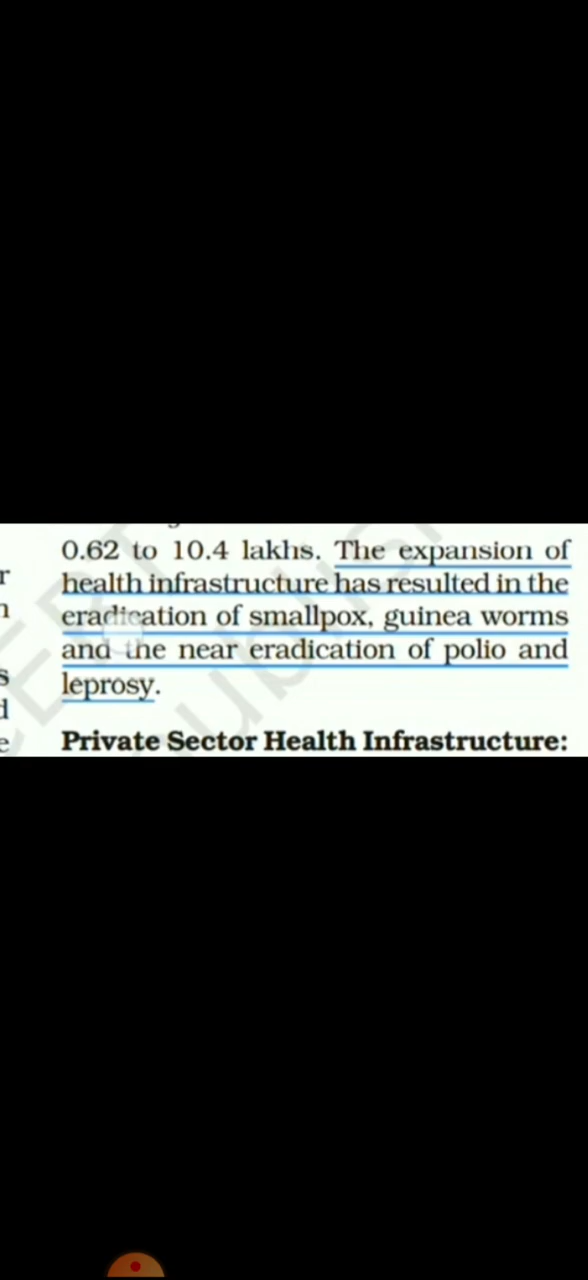 0.62 to 10.4 lakhs. The expansion of
health infrastructure has resulted in the
eradication of smallpox, guinea worms
and the near eradication of polio and
leprosy.
Private Sector Health Infrastructure: